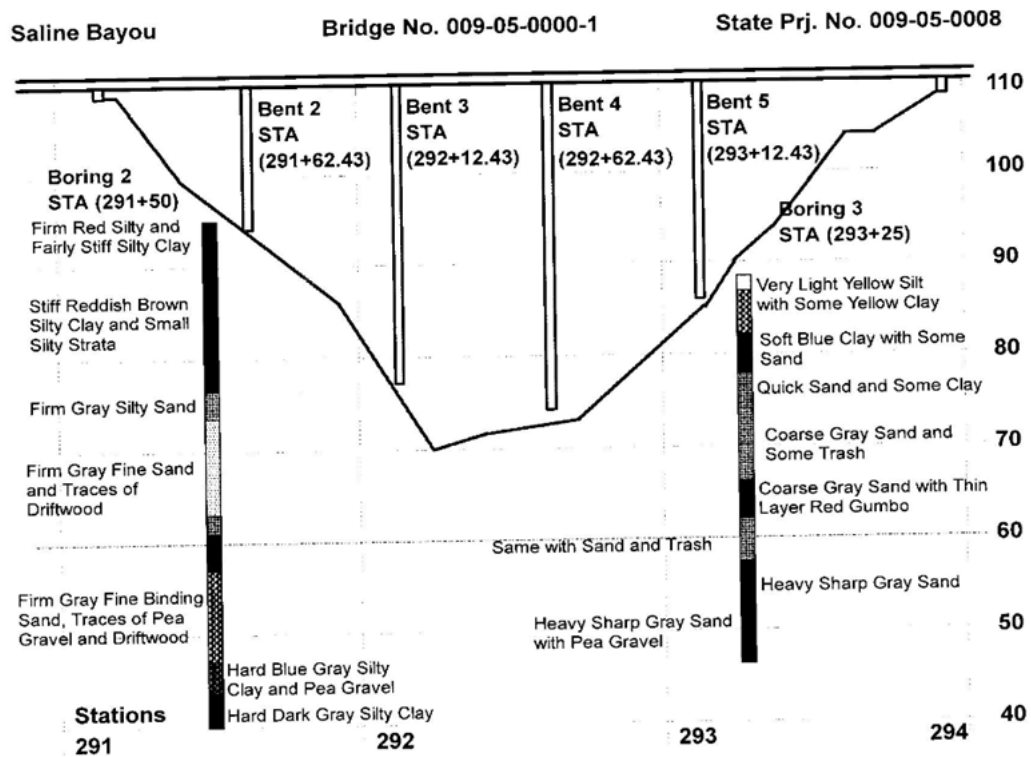 Saline Bayou
Bridge No. 009-05-0000-1
State Prj. No. 009-05-0008
110
100
90
80
70
60
50
40
Bent 2
STA
(291+62.43)
Bent 3
STA
(292+12.43)
Bent 4
STA
(292+62.43)
Bent 5
STA
(293+12.43)
Boring 2
STA (291+50)
Firm Red Silty and
Fairly Stiff Silty Clay
Stiff Reddish Brown
Silty Clay and Small
Silty Strata
Firm Gray Silty Sand
Firm Gray Fine Sand
and Traces of
Driftwood
Firm Gray Fine Binding
Sand, Traces of Pea
Gravel and Driftwood
Hard Blue Gray Silty
Clay and Pea Gravel
Hard Dark Gray Silty Clay
Boring 3
STA (293+25)
Very Light Yellow Silt
with Some Yellow Clay
Soft Blue Clay with Some
Sand
Quick Sand and Some Clay
Coarse Gray Sand and
Some Trash
Coarse Gray Sand with Thin
Layer Red Gumbo
Same with Sand and Trash
Heavy Sharp Gray Sand
Heavy Sharp Gray Sand
with Pea Gravel
Stations
291
292
293
294